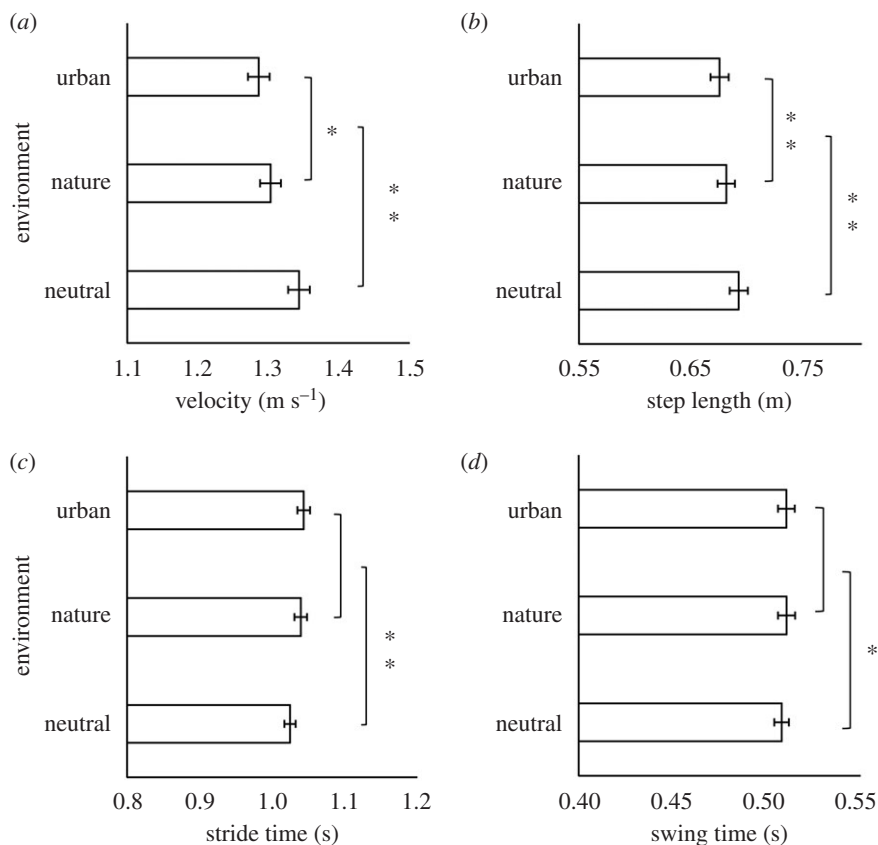 (a)
urban
nature
neutral
environment
*
* *
1.1 1.2 1.3 1.4 1.5
velocity (m s–1)
(b)
urban
nature
neutral
* *
* *
0.55 0.65 0.75
step length (m)
(c)
urban
nature
neutral
environment
* *
0.8 0.9 1.0 1.1 1.2
stride time (s)
(d)
urban
nature
neutral
*
0.40 0.45 0.50 0.55
swing time (s)